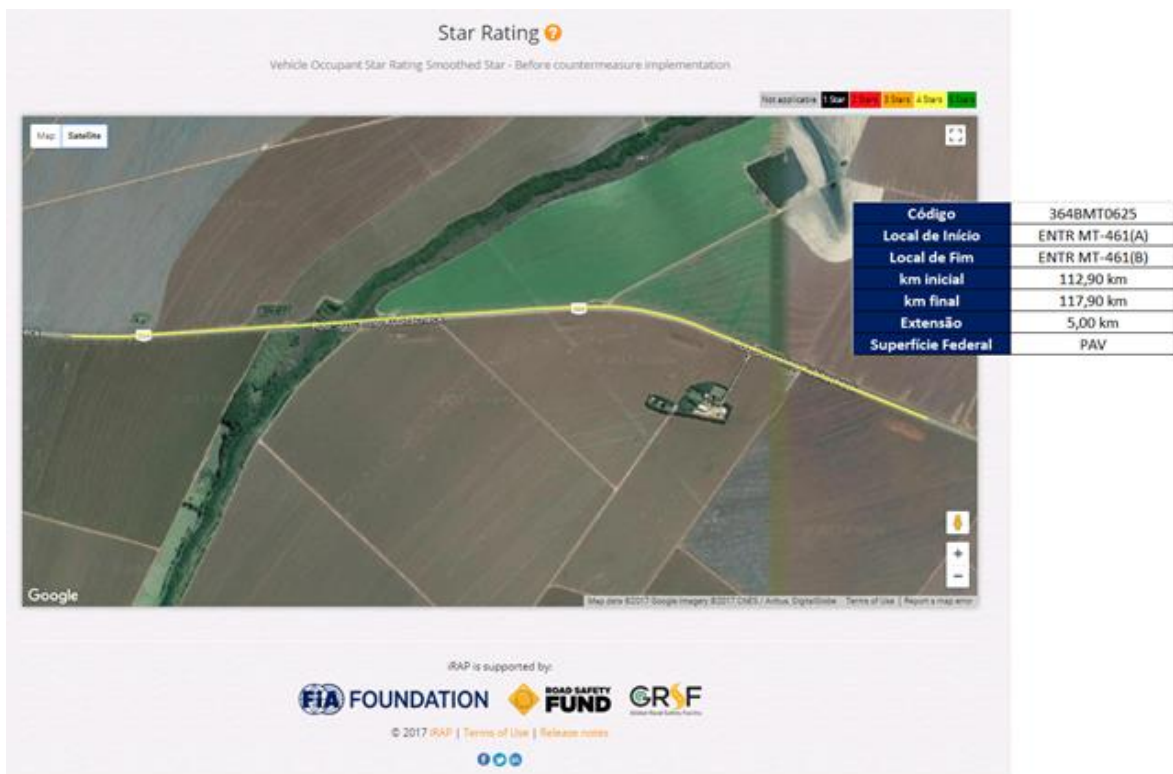 Star Rating ?
Vehicle Occupant Star Rating Smoothed Star - Before countermeasure implementation
Not applicable 1 Star 2 Stars 3 Stars 4 Stars 5 Stars
Map Satellite
Código 364BMT0625
Local de Início ENTR MT-461(A)
Local de Fim ENTR MT-461(B)
km inicial 112,90 km
km final 117,90 km
Extensão 5,00 km
Superfície Federal PAV
+
−
Google
Map data ©2017 Google Imagery ©2017 CNES / Airbus, DigitalGlobe Terms of Use Report a map error
iRAP is supported by:
FIA FOUNDATION ROAD SAFETY FUND GRSF
Global Road Safety Facility
© 2017 iRAP | Terms of Use | Release notes